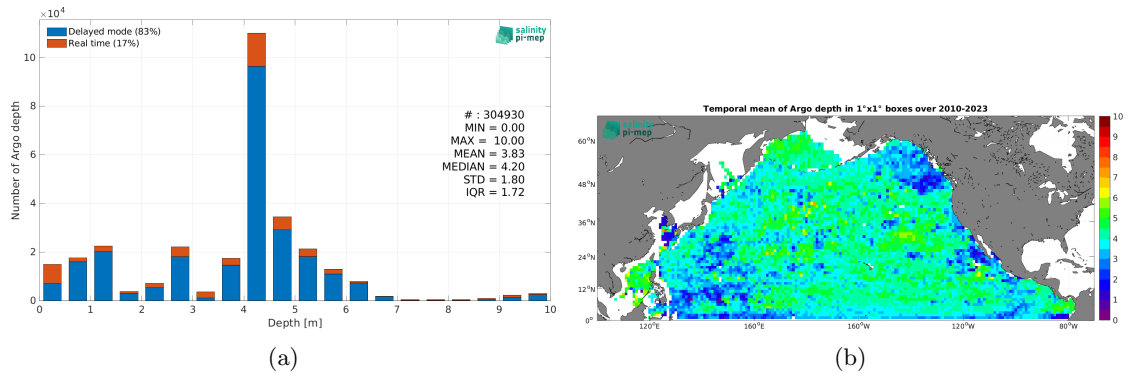 ×10⁴
Delayed mode (83%)
Real time (17%)
salinity
pi-mep
# : 304930
MIN = 0.00
MAX = 10.00
MEAN = 3.83
MEDIAN = 4.20
STD = 1.80
IQR = 1.72
Number of Argo depth
10
8
6
4
2
0
0 1 2 3 4 5 6 7 8 9 10
Depth [m]
(a)
Temporal mean of Argo depth in 1°x1° boxes over 2010-2023
salinity
pi-mep
60°N
48°N
36°N
24°N
12°N
0°
120°E 160°E 160°W 120°W 80°W
10
9
8
7
6
5
4
3
2
1
0
(b)